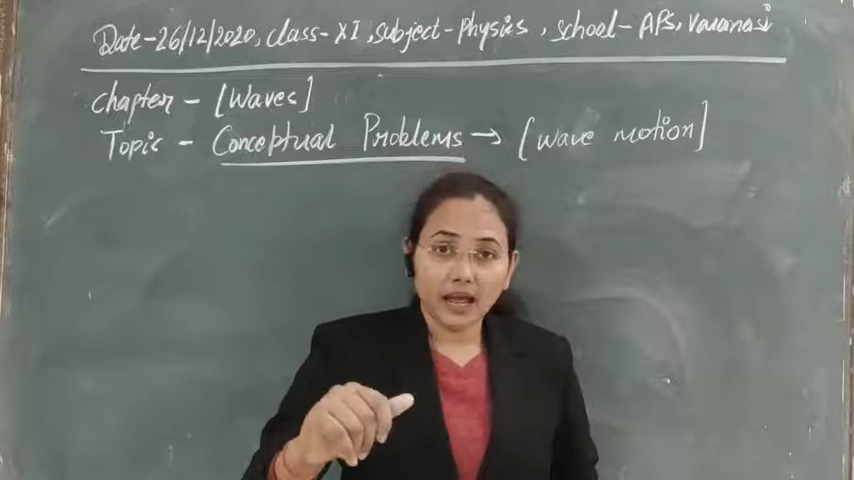 Date-26/12/2020, class-XI, subject-Physics, school-APS, Varanasi
Chapter - [Waves]
Topic - Conceptual Problems → [wave motion]